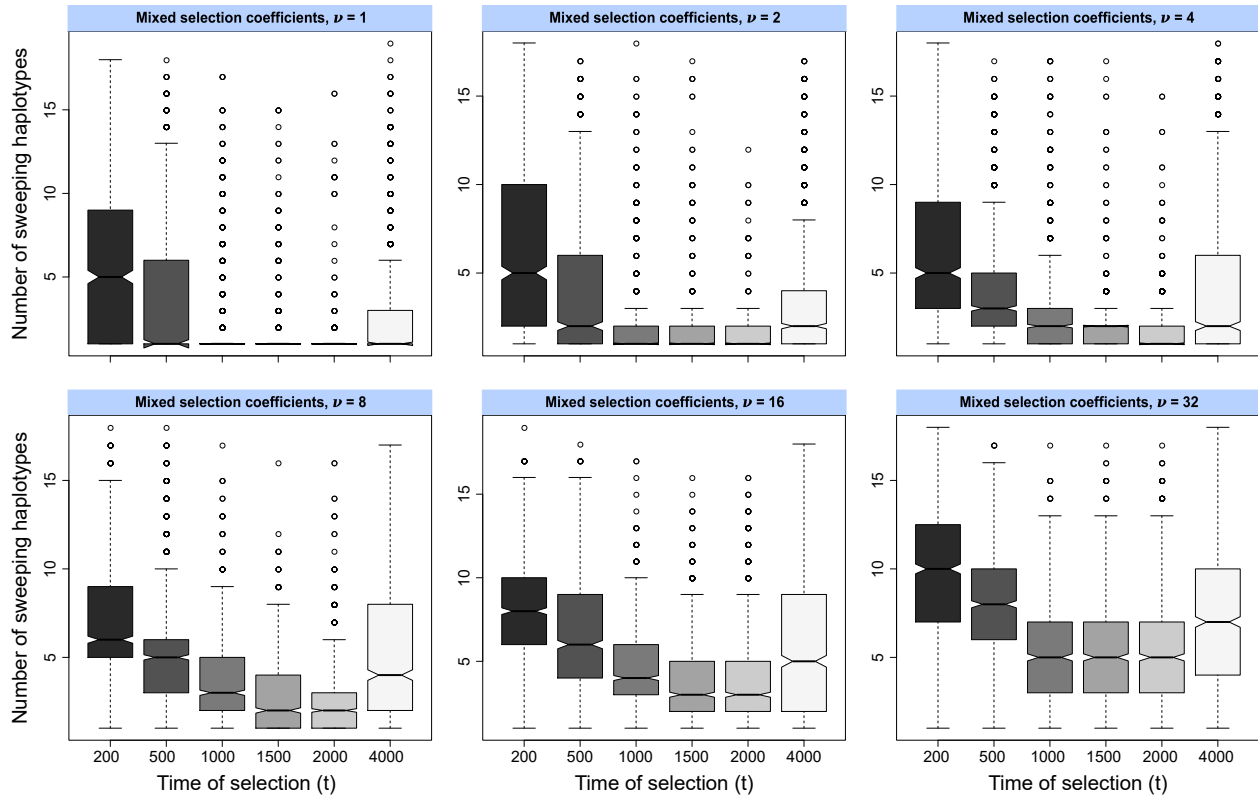 Mixed selection coefficients, ν = 1
Mixed selection coefficients, ν = 2
Mixed selection coefficients, ν = 4
Number of sweeping haplotypes
15
10
5
15
10
5
15
10
5
Mixed selection coefficients, ν = 8
Mixed selection coefficients, ν = 16
Mixed selection coefficients, ν = 32
Number of sweeping haplotypes
15
10
5
15
10
5
15
10
5
200 500 1000 1500 2000 4000
200 500 1000 1500 2000 4000
200 500 1000 1500 2000 4000
Time of selection (t)
Time of selection (t)
Time of selection (t)